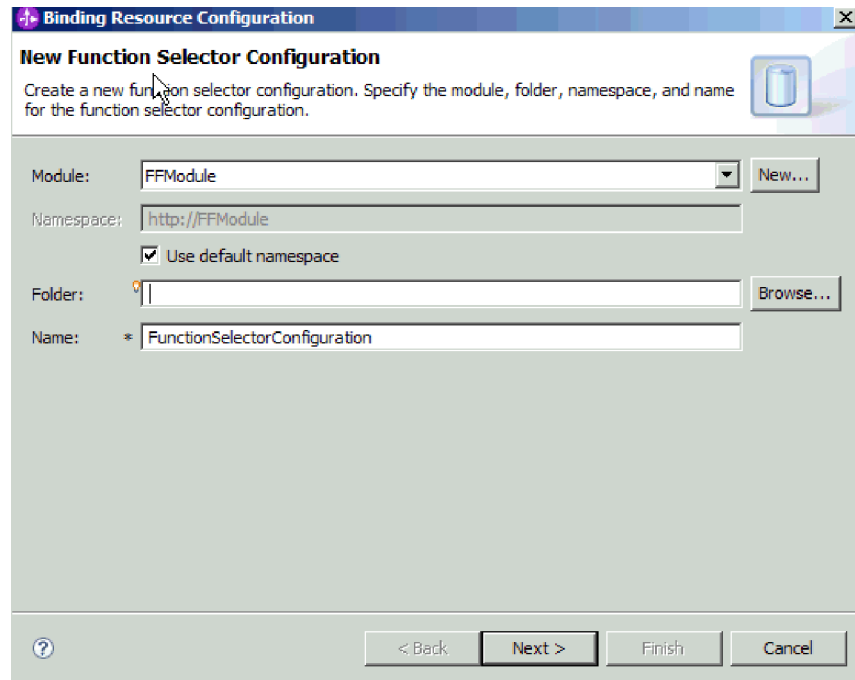 Binding Resource Configuration
New Function Selector Configuration
Create a new function selector configuration. Specify the module, folder, namespace, and name
for the function selector configuration.
Module: FFModule New...
Namespace: http://FFModule
Use default namespace
Folder: Browse...
Name: * FunctionSelectorConfiguration
? < Back Next > Finish Cancel